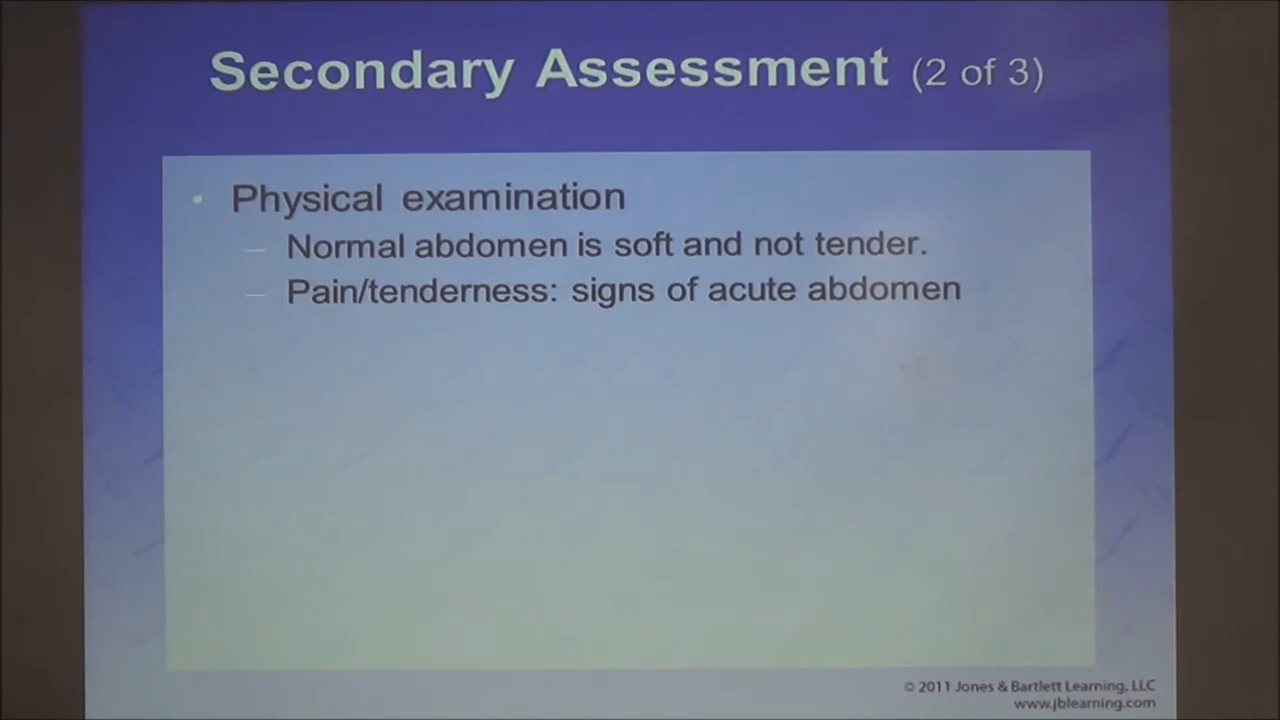 Secondary Assessment (2 of 3)
• Physical examination
– Normal abdomen is soft and not tender.
– Pain/tenderness: signs of acute abdomen
© 2011 Jones & Bartlett Learning, LLC
www.jblearning.com